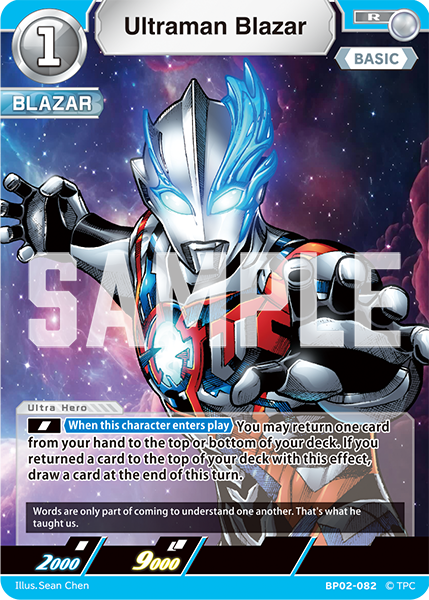 1
Ultraman Blazar
R
BASIC
BLAZAR
SAMPLE
Ultra Hero
When this character enters play You may return one card
from your hand to the top or bottom of your deck. If you
returned a card to the top of your deck with this effect,
draw a card at the end of this turn.
Words are only part of coming to understand one another. That's what he
taught us.
2000 9000
Illus. Sean Chen BP02-082 © TPC